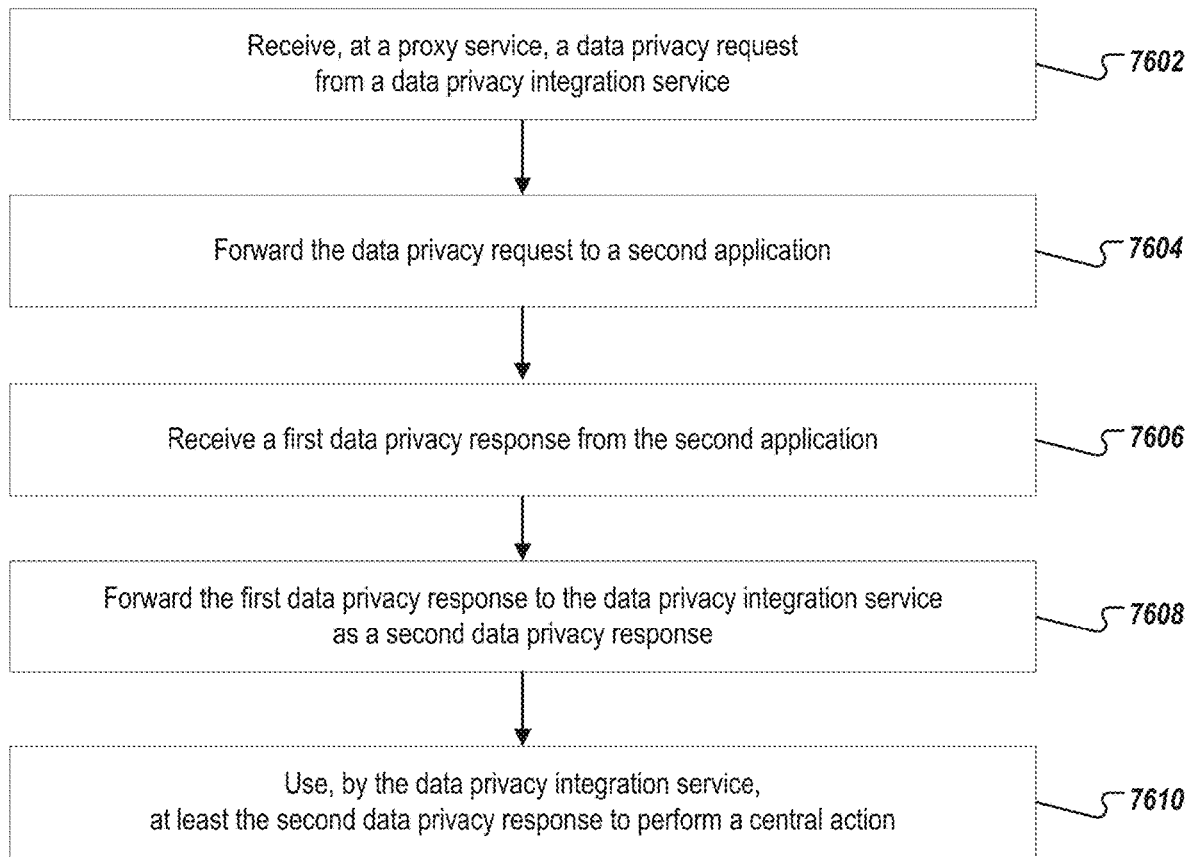 Receive, at a proxy service, a data privacy request
from a data privacy integration service
7602
Forward the data privacy request to a second application
7604
Receive a first data privacy response from the second application
7606
Forward the first data privacy response to the data privacy integration service
as a second data privacy response
7608
Use, by the data privacy integration service,
at least the second data privacy response to perform a central action
7610